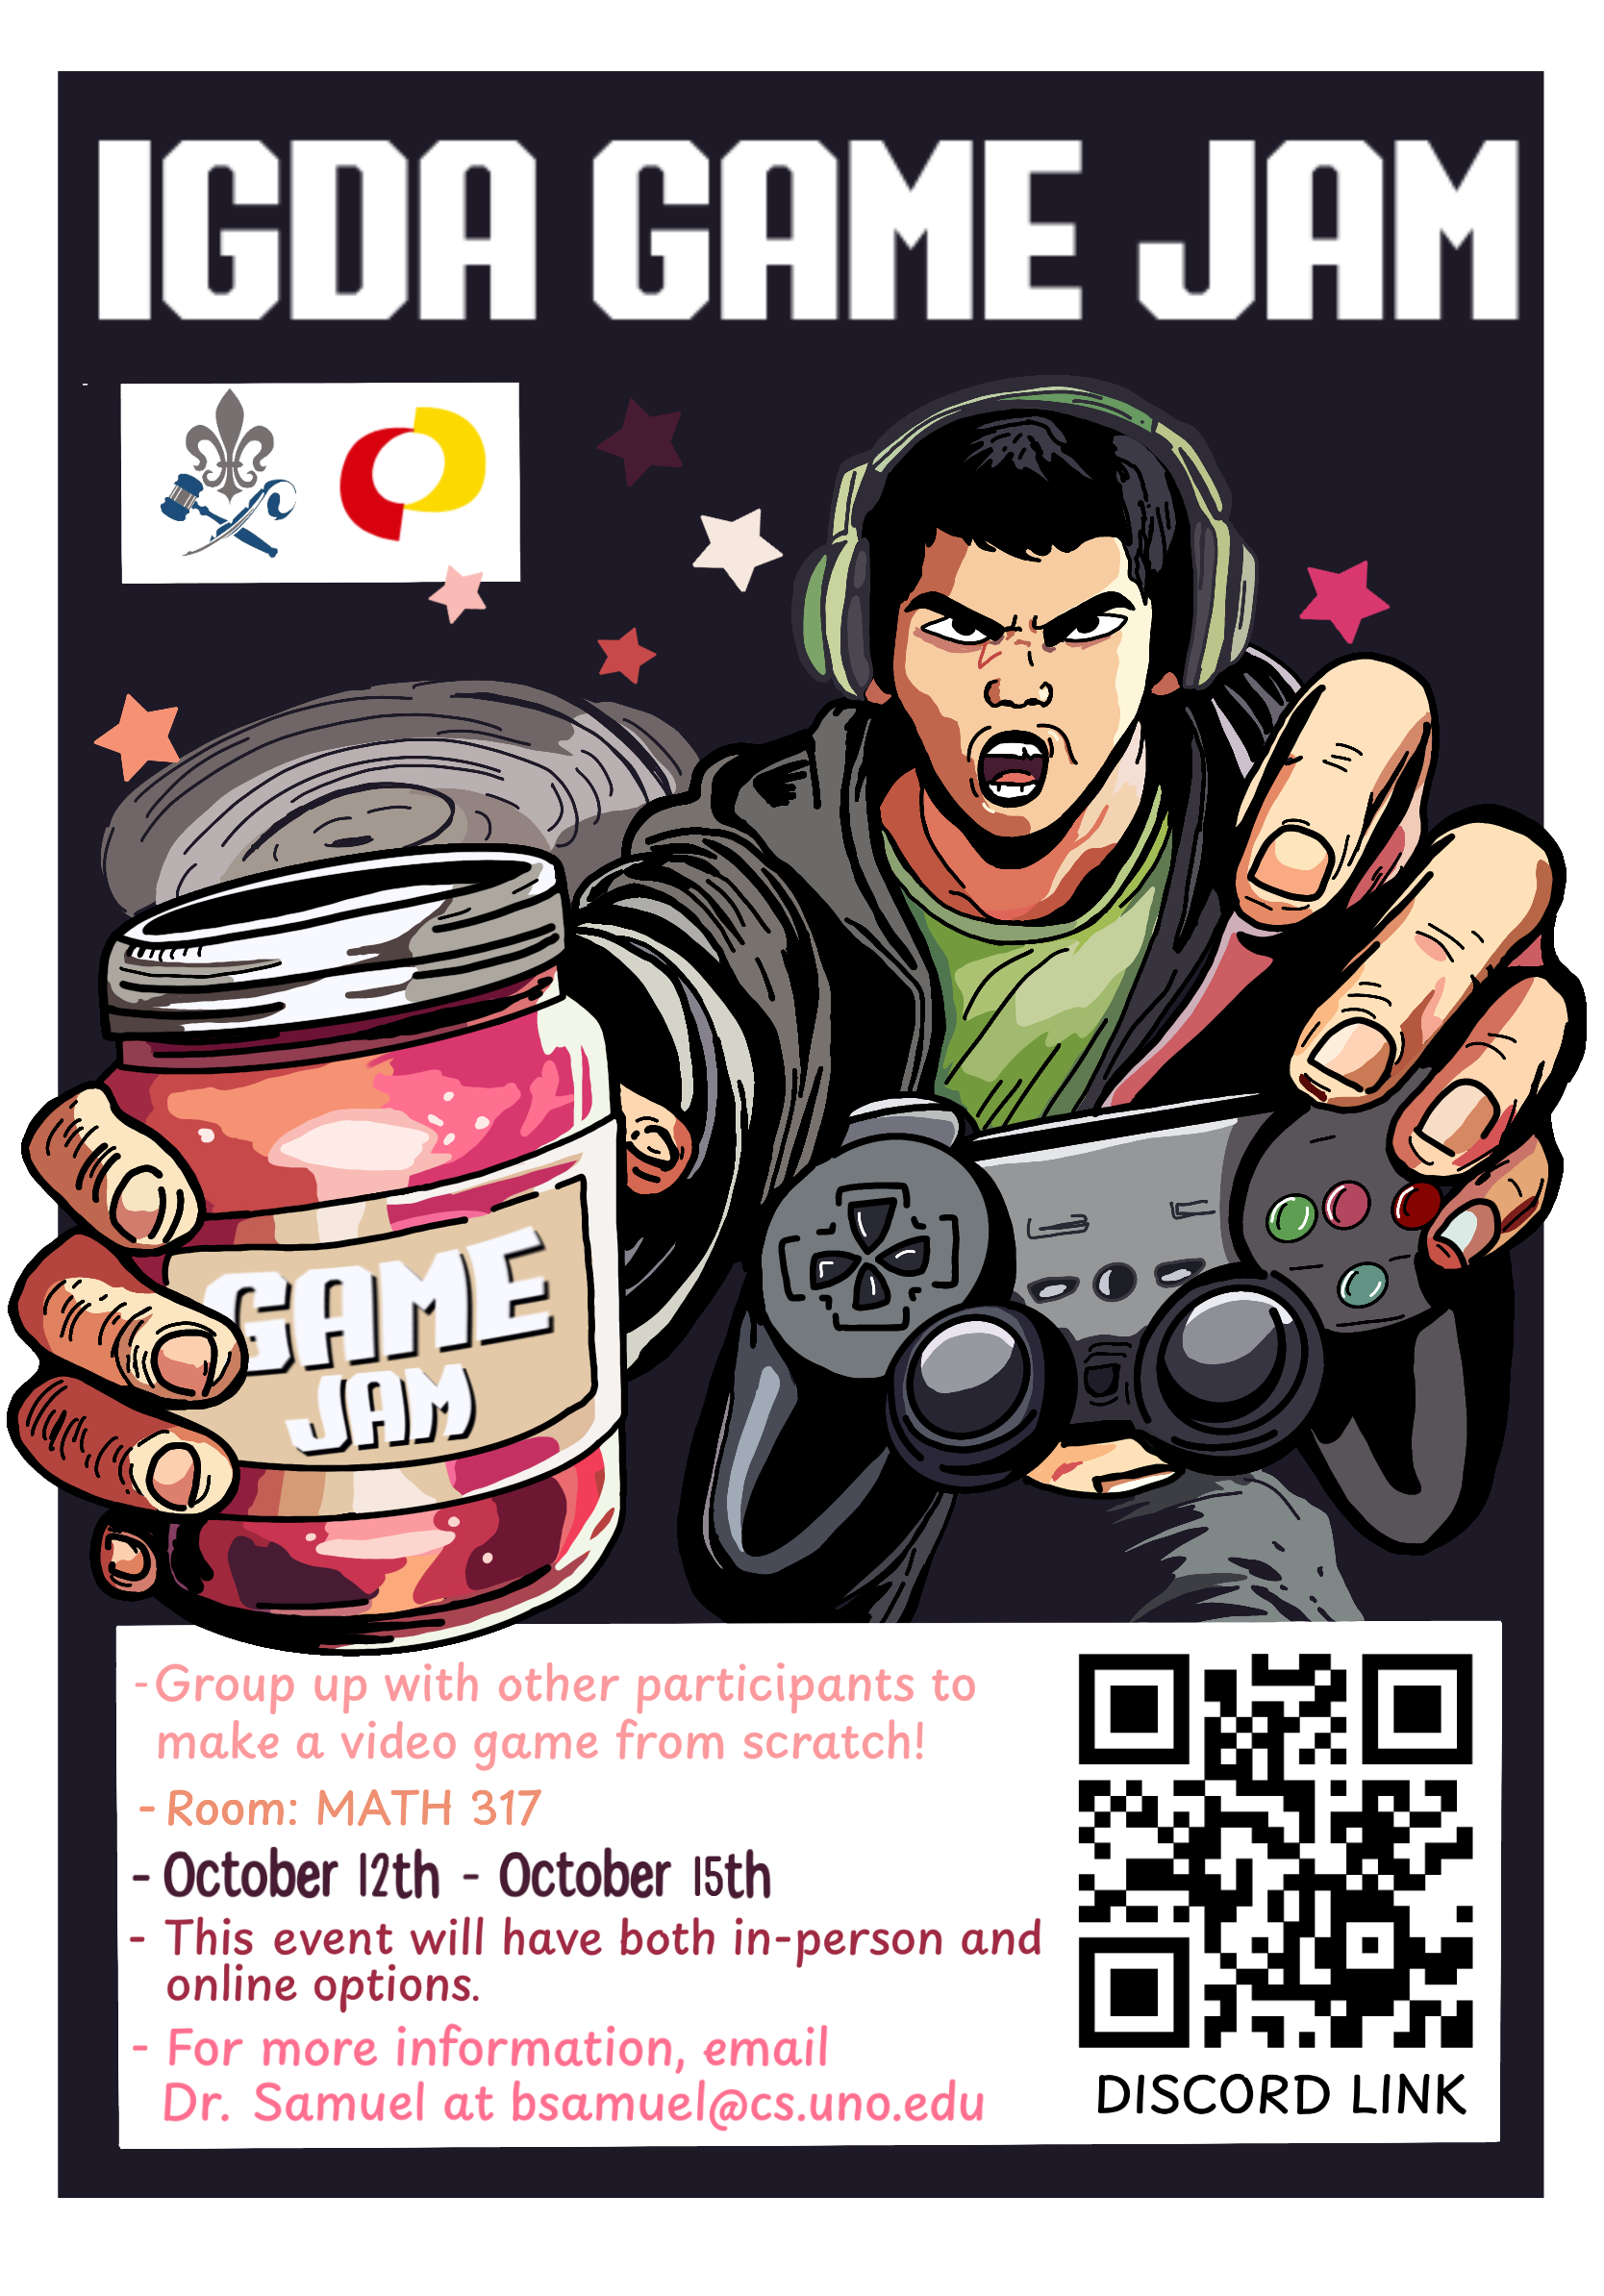 IGDA GAME JAM
GAME
JAM
-Group up with other participants to
make a video game from scratch!
-Room: MATH 317
- October 12th - October 15th
- This event will have both in-person and
online options.
- For more information, email
Dr. Samuel at bsamuel@cs.uno.edu
DISCORD LINK